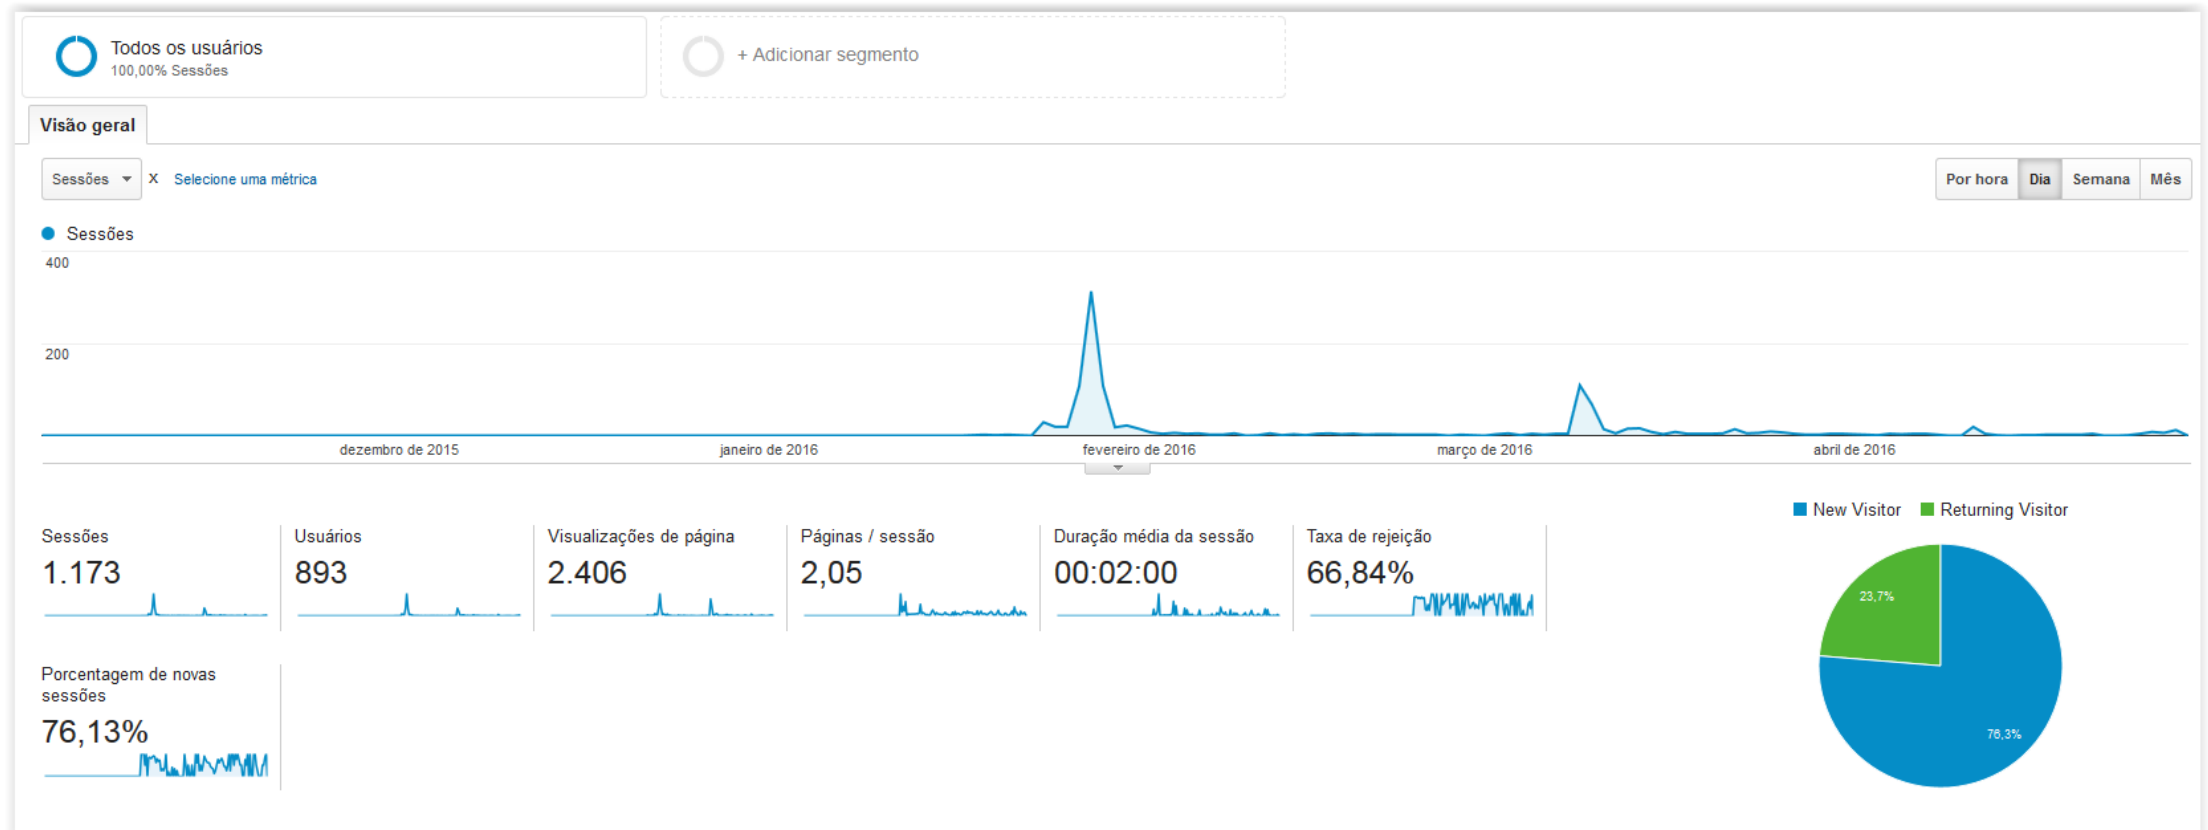 Todos os usuários
100,00% Sessões
+ Adicionar segmento
Visão geral
Sessões X Selecione uma métrica
Por hora Dia Semana Mês
Sessões
400
200
dezembro de 2015 janeiro de 2016 fevereiro de 2016 março de 2016 abril de 2016
New Visitor Returning Visitor
Sessões
1.173
Usuários
893
Visualizações de página
2.406
Páginas / sessão
2,05
Duração média da sessão
00:02:00
Taxa de rejeição
66,84%
Porcentagem de novas
sessões
76,13%
23,7%
76,3%